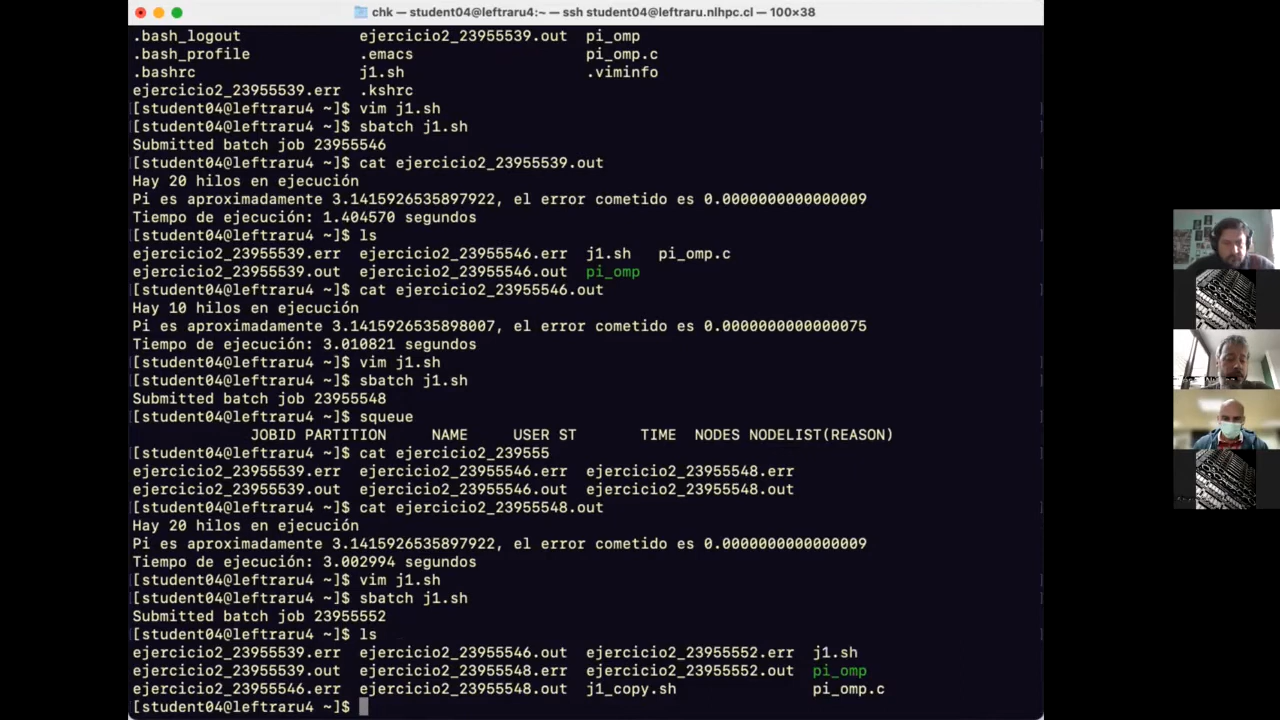 chk — student04@leftraru4:~ — ssh student04@leftraru.nlhpc.cl — 100×38
.bash_logout ejercicio2_23955539.out pi_omp
.bash_profile .emacs pi_omp.c
.bashrc j1.sh .viminfo
ejercicio2_23955539.err .kshrc
[student04@leftraru4 ~]$ vim j1.sh
[student04@leftraru4 ~]$ sbatch j1.sh
Submitted batch job 23955546
[student04@leftraru4 ~]$ cat ejercicio2_23955539.out
Hay 20 hilos en ejecución
Pi es aproximadamente 3.1415926535897922, el error cometido es 0.0000000000000009
Tiempo de ejecución: 1.404570 segundos
[student04@leftraru4 ~]$ ls
ejercicio2_23955539.err ejercicio2_23955546.err j1.sh pi_omp.c
ejercicio2_23955539.out ejercicio2_23955546.out pi_omp
[student04@leftraru4 ~]$ cat ejercicio2_23955546.out
Hay 10 hilos en ejecución
Pi es aproximadamente 3.1415926535898007, el error cometido es 0.0000000000000075
Tiempo de ejecución: 3.010821 segundos
[student04@leftraru4 ~]$ vim j1.sh
[student04@leftraru4 ~]$ sbatch j1.sh
Submitted batch job 23955548
[student04@leftraru4 ~]$ squeue
JOBID PARTITION NAME USER ST TIME NODES NODELIST(REASON)
[student04@leftraru4 ~]$ cat ejercicio2_239555
ejercicio2_23955539.err ejercicio2_23955546.err ejercicio2_23955548.err
ejercicio2_23955539.out ejercicio2_23955546.out ejercicio2_23955548.out
[student04@leftraru4 ~]$ cat ejercicio2_23955548.out
Hay 20 hilos en ejecución
Pi es aproximadamente 3.1415926535897922, el error cometido es 0.0000000000000009
Tiempo de ejecución: 3.002994 segundos
[student04@leftraru4 ~]$ vim j1.sh
[student04@leftraru4 ~]$ sbatch j1.sh
Submitted batch job 23955552
[student04@leftraru4 ~]$ ls
ejercicio2_23955539.err ejercicio2_23955546.out ejercicio2_23955552.err j1.sh
ejercicio2_23955539.out ejercicio2_23955548.err ejercicio2_23955552.out pi_omp
ejercicio2_23955546.err ejercicio2_23955548.out j1_copy.sh pi_omp.c
[student04@leftraru4 ~]$